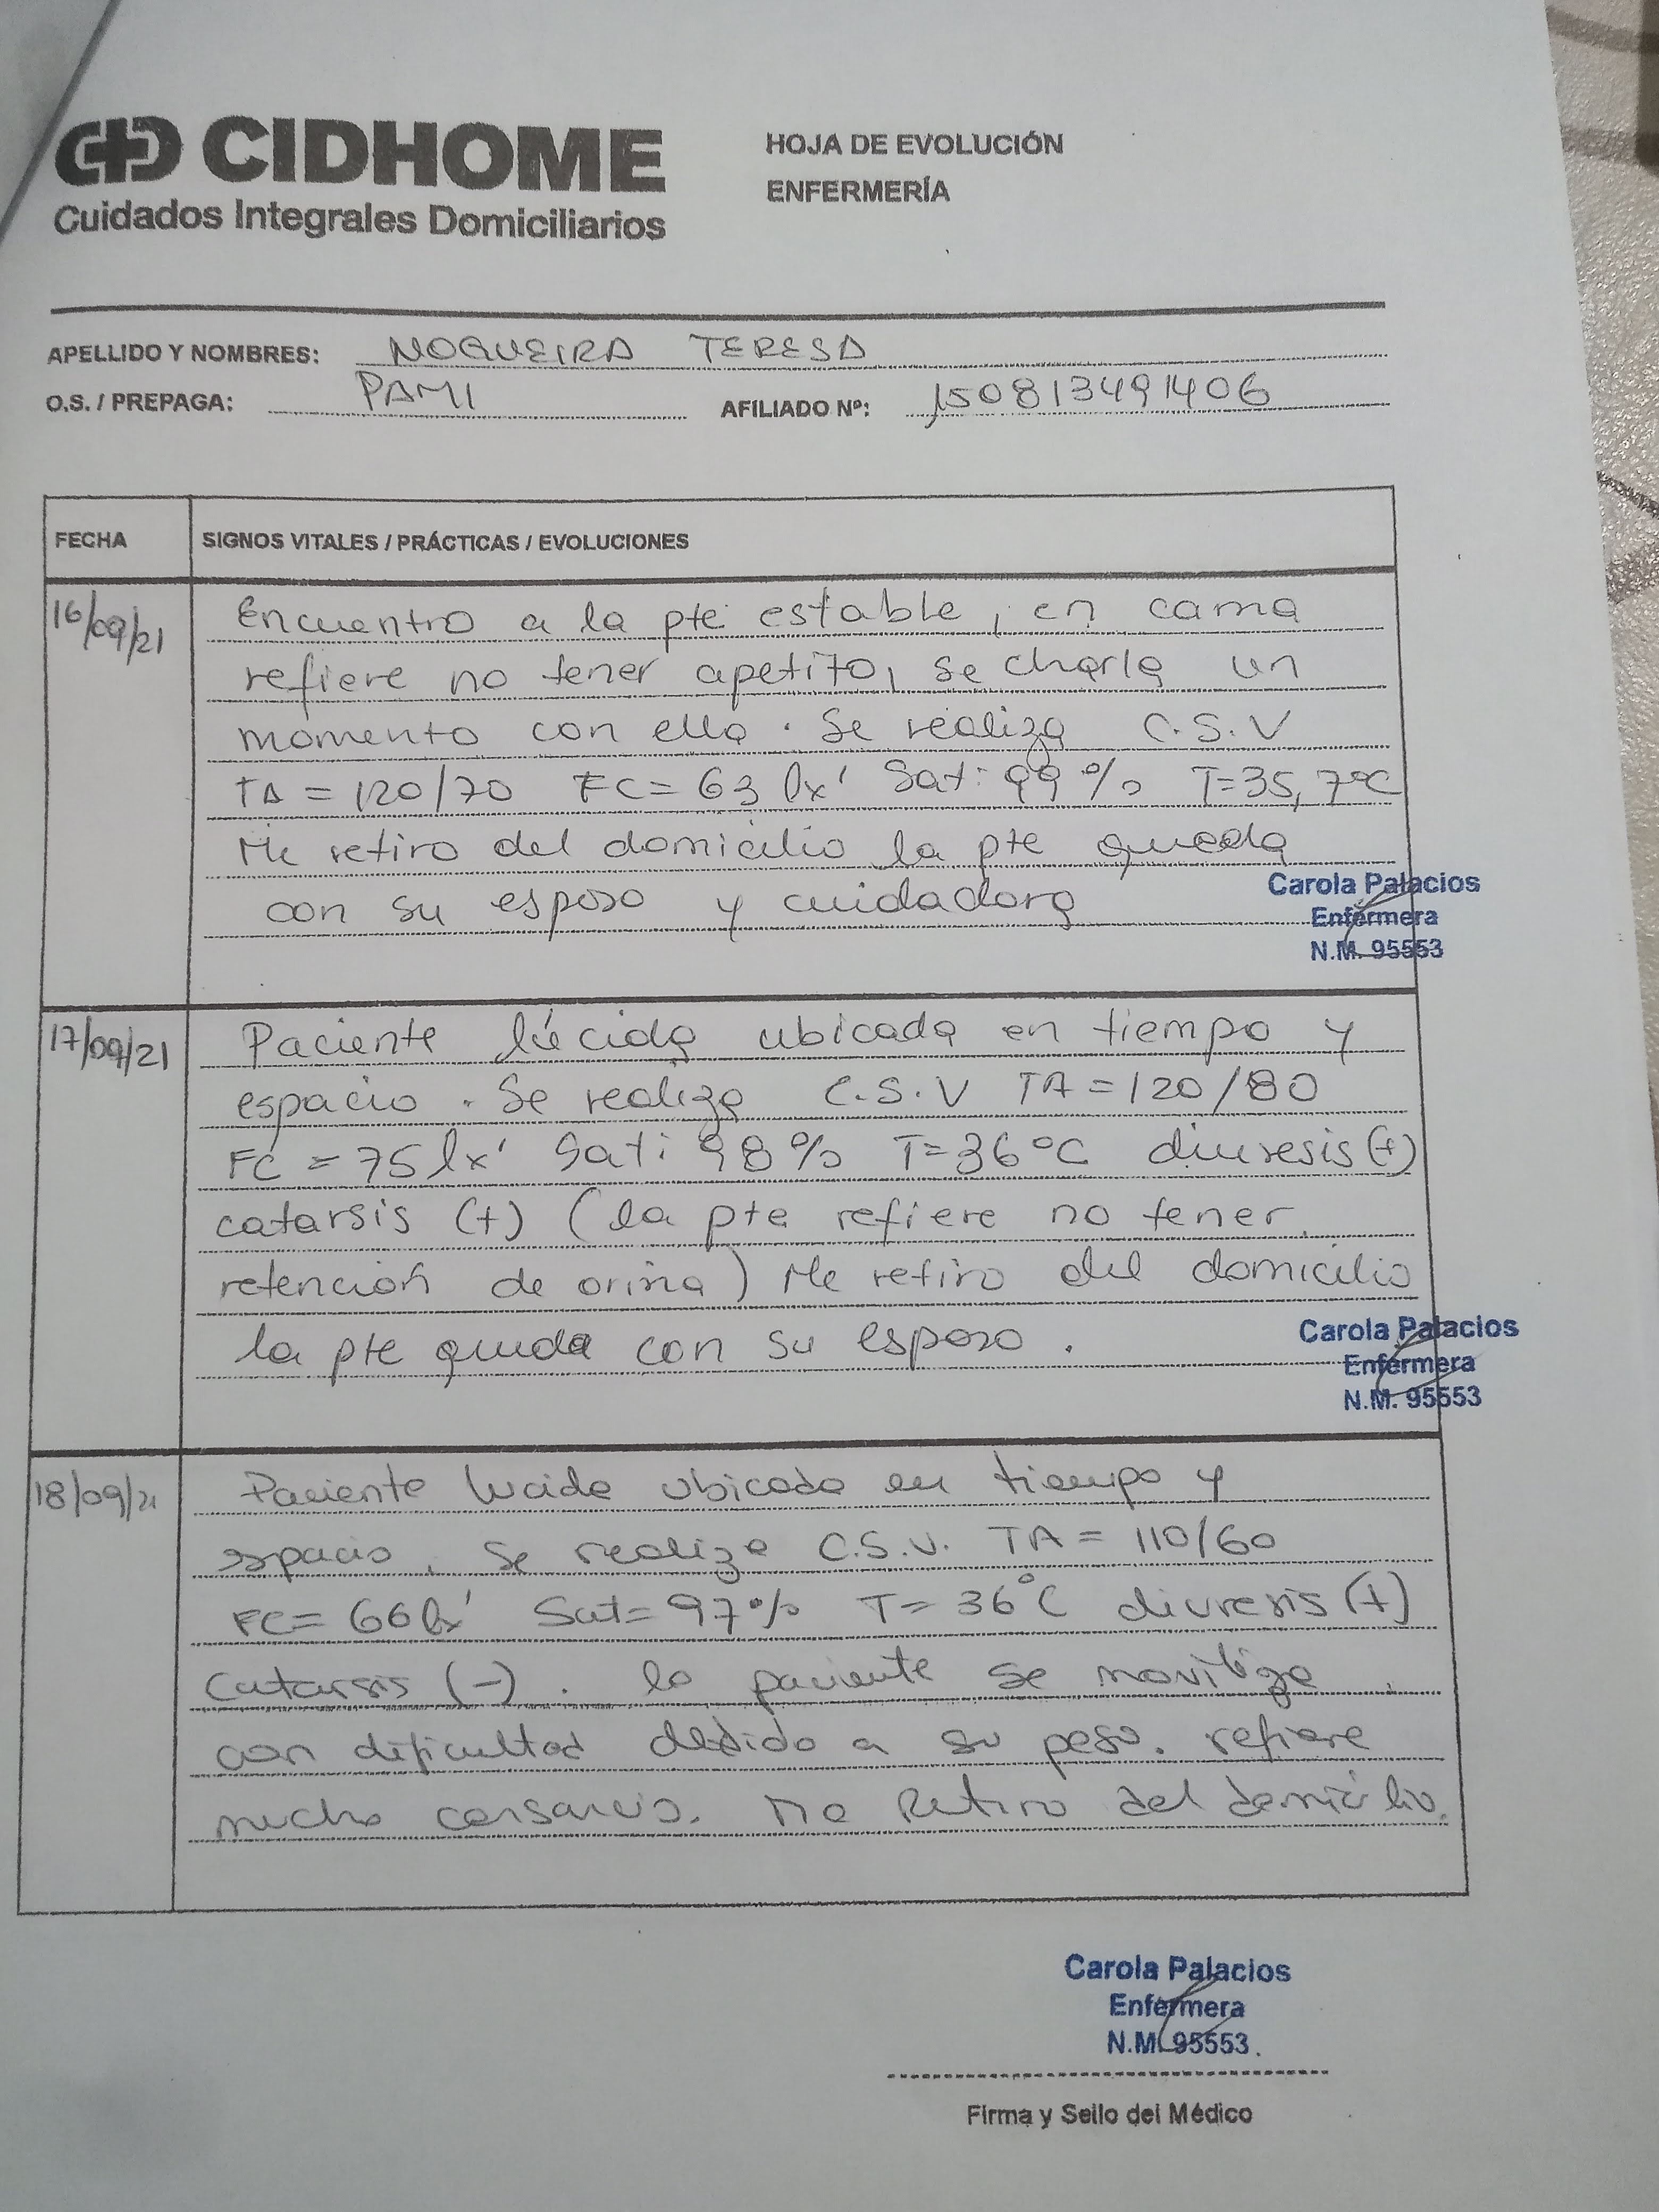 CIDHOME
Cuidados Integrales Domiciliarios
HOJA DE EVOLUCIÓN
ENFERMERÍA
APELLIDO Y NOMBRES: NOGUEIRA TERESA
O.S. / PREPAGA: PAMI AFILIADO Nº: 150813491406
FECHA SIGNOS VITALES / PRÁCTICAS / EVOLUCIONES
16/09/21 Encuentro a la pte estable, en cama
refiere no tener apetito, se charla un
momento con ella. Se realiza C.S.V
TA = 120/70 FC = 63 lx' Sat: 99% T=35,7ºC
Me retiro del domicilio la pte queda
con su esposo y cuidadora
Carola Palacios
Enfermera
N.M. 95553
17/09/21 Paciente lúcida ubicada en tiempo y
espacio. Se realiza C.S.V TA = 120/80
FC = 75 lx' Sat: 98% T=36ºC diuresis (+)
catarsis (+) (la pte refiere no tener
retención de orina) Me retiro del domicilio
la pte queda con su esposo.
Carola Palacios
Enfermera
N.M. 95553
18/09/21 Paciente lucida ubicada en tiempo y
espacio. Se realiza C.S.V. TA = 110/60
FC = 66 lx' Sat = 97% T = 36ºC diuresis (+)
Catarsis (-). la paciente se moviliza
con dificultad debido a su peso. refiere
mucho cansancio. Me Retiro del domicilio.
Carola Palacios
Enfermera
N.M. 95553.
Firma y Sello del Médico